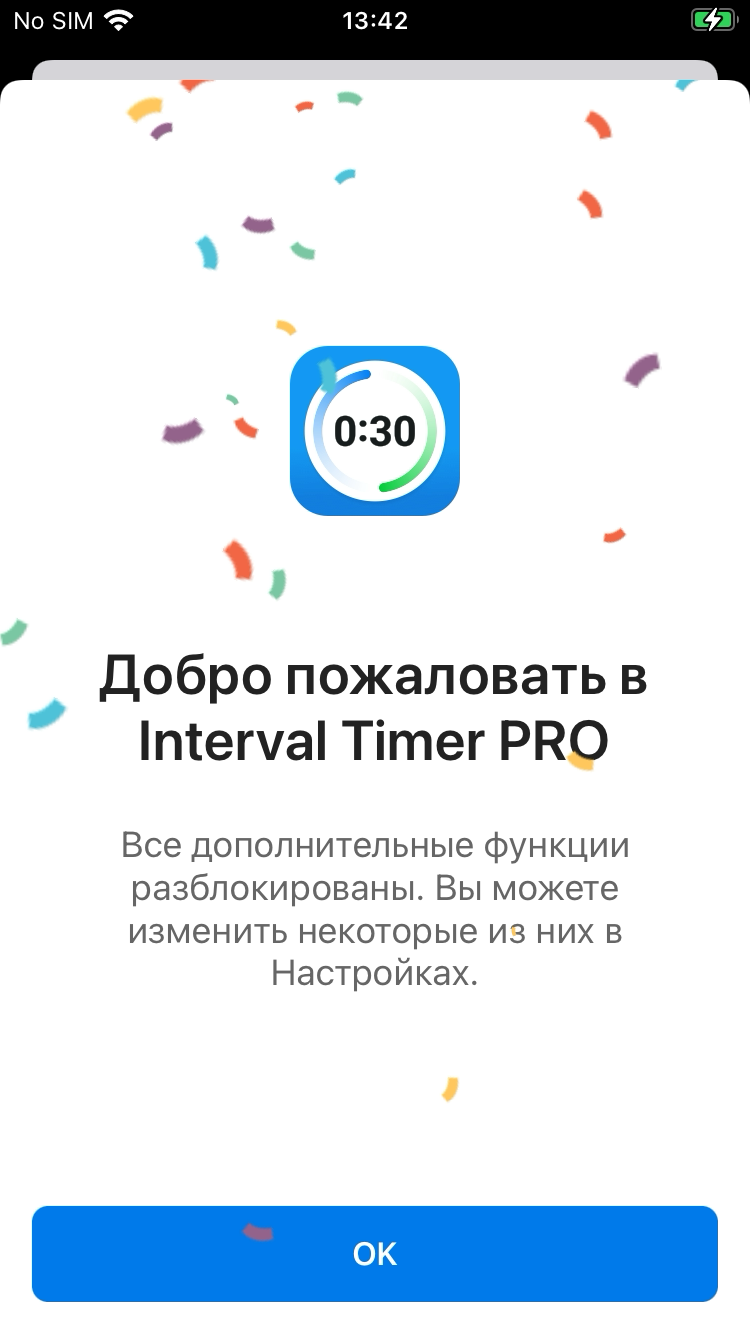 No SIM
13:42
0:30
Добро пожаловать в
Interval Timer PRO
Все дополнительные функции
разблокированы. Вы можете
изменить некоторые из них в
Настройках.
OK